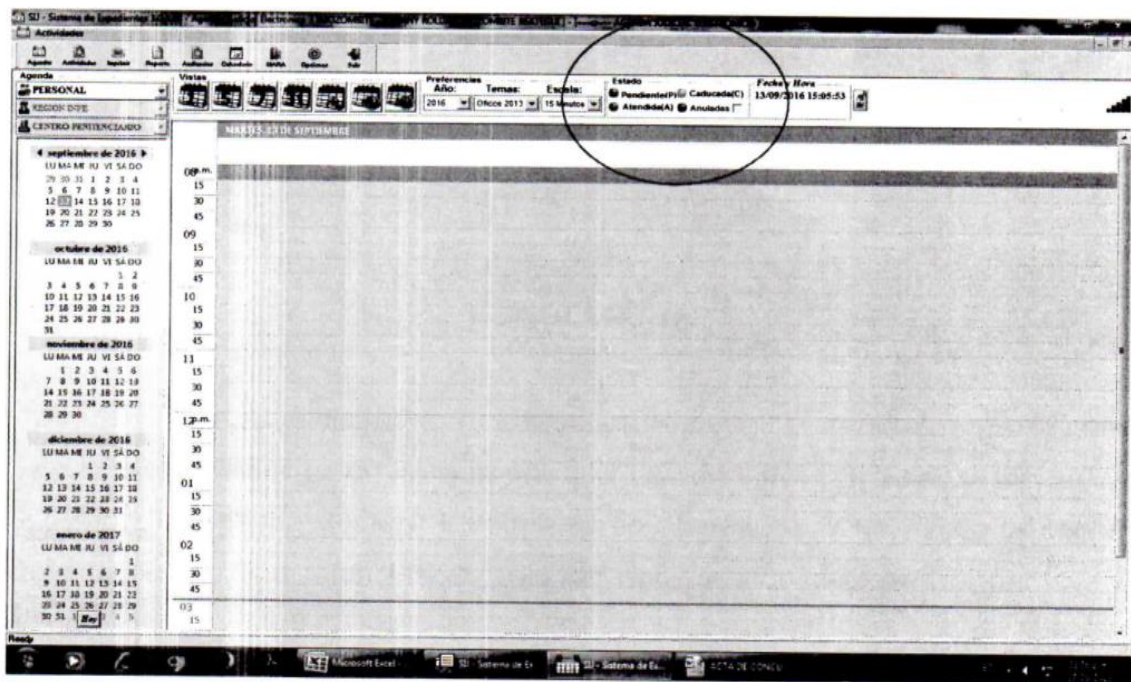 SIJ - Sistema de Expedientes
Actividades
Agenda Actividades Imprimir Reporte Audiencias Calendario Opciones Salir
Agenda
PERSONAL
REGION INPE
CENTRO PENITENCIARIO
Vistas
Preferencias
Año: Temas: Escala:
2016 Office 2013 15 Minutos
Estado
Pendiente(P) Caducada(C)
Atendida(A) Anuladas
Fecha y Hora
13/09/2016 15:05:53
MARTES, 13 DE SEPTIEMBRE
septiembre de 2016
LU MA MI JU VI SÁ DO
29 30 31 1 2 3 4
5 6 7 8 9 10 11
12 13 14 15 16 17 18
19 20 21 22 23 24 25
26 27 28 29 30
octubre de 2016
LU MA MI JU VI SÁ DO
1 2
3 4 5 6 7 8 9
10 11 12 13 14 15 16
17 18 19 20 21 22 23
24 25 26 27 28 29 30
31
noviembre de 2016
LU MA MI JU VI SÁ DO
1 2 3 4 5 6
7 8 9 10 11 12 13
14 15 16 17 18 19 20
21 22 23 24 25 26 27
28 29 30
diciembre de 2016
LU MA MI JU VI SÁ DO
1 2 3 4
5 6 7 8 9 10 11
12 13 14 15 16 17 18
19 20 21 22 23 24 25
26 27 28 29 30 31
enero de 2017
LU MA MI JU VI SÁ DO
1
2 3 4 5 6 7 8
9 10 11 12 13 14 15
16 17 18 19 20 21 22
23 24 25 26 27 28 29
30 31 1 Hoy 3 4 5
08 a.m.
15
30
45
09
15
30
45
10
15
30
45
11
15
30
45
12 p.m.
15
30
45
01
15
30
45
02
15
30
45
03
15
Ready
Microsoft Excel - SIJ - Sistema de Ex SIJ - Sistema de Ex... ACTA DE CONCU